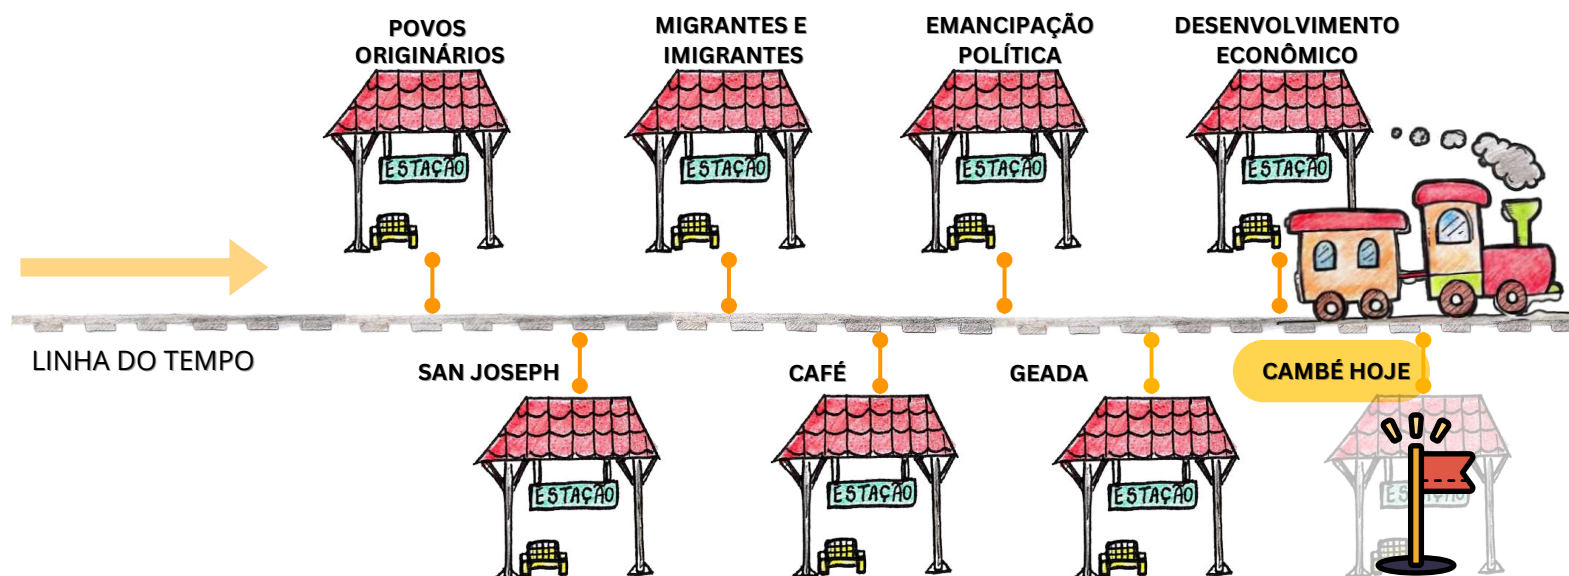 POVOS
ORIGINÁRIOS
MIGRANTES E
IMIGRANTES
EMANCIPAÇÃO
POLÍTICA
DESENVOLVIMENTO
ECONÔMICO
ESTAÇÃO
ESTAÇÃO
ESTAÇÃO
ESTAÇÃO
LINHA DO TEMPO
SAN JOSEPH
CAFÉ
GEADA
CAMBÉ HOJE
ESTAÇÃO
ESTAÇÃO
ESTAÇÃO
ESTAÇÃO